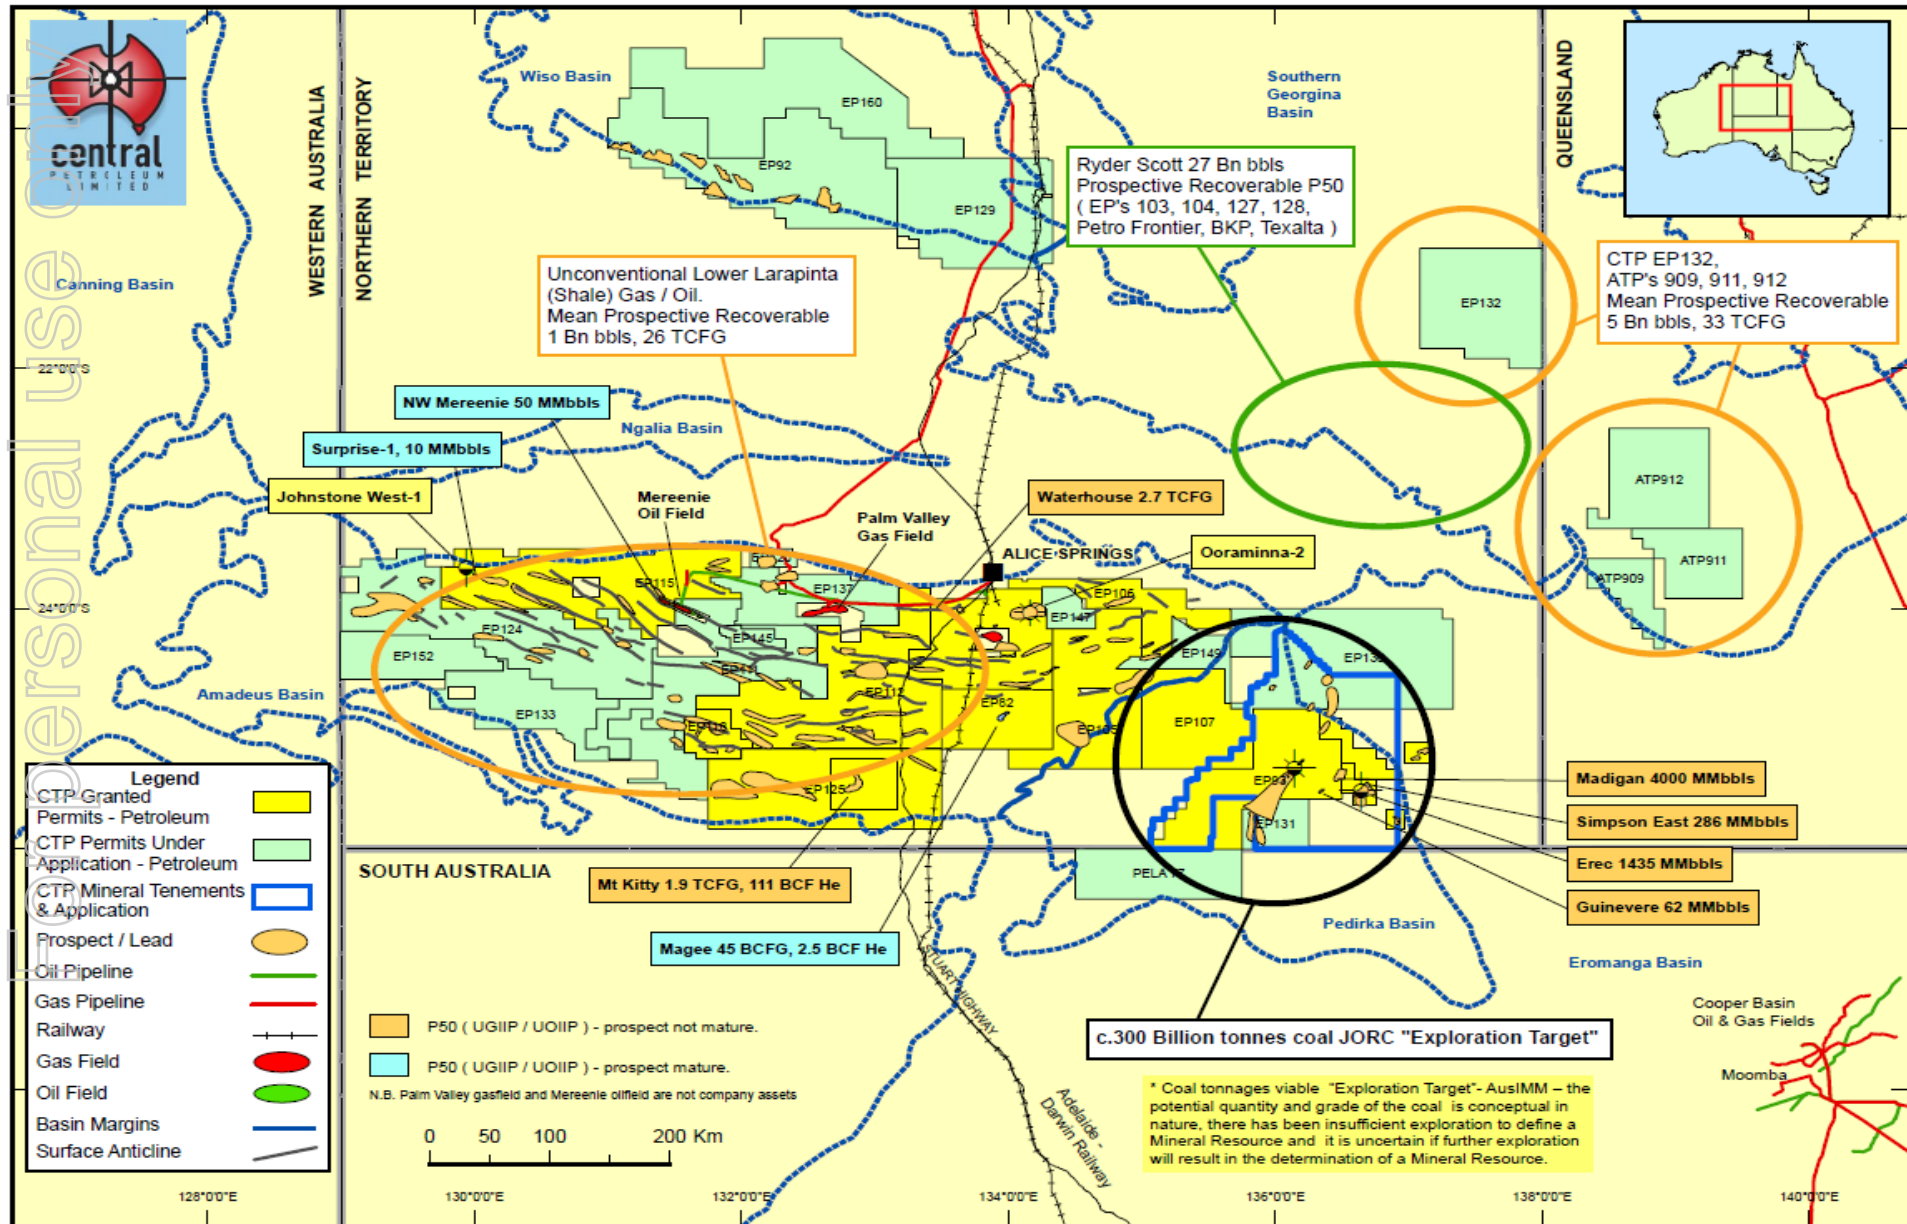 For personal use only
central
PETROLEUM
LIMITED
WESTERN AUSTRALIA
NORTHERN TERRITORY
QUEENSLAND
SOUTH AUSTRALIA
Wiso Basin
Southern
Georgina
Basin
Canning Basin
Ngalia Basin
Amadeus Basin
Pedirka Basin
Eromanga Basin
EP160
EP92
EP129
EP132
Ryder Scott 27 Bn bbls
Prospective Recoverable P50
( EP's 103, 104, 127, 128,
Petro Frontier, BKP, Texalta )
CTP EP132,
ATP's 909, 911, 912
Mean Prospective Recoverable
5 Bn bbls, 33 TCFG
Unconventional Lower Larapinta
(Shale) Gas / Oil.
Mean Prospective Recoverable
1 Bn bbls, 26 TCFG
NW Mereenie 50 MMbbls
Surprise-1, 10 MMbbls
Johnstone West-1
Mereenie
Oil Field
Palm Valley
Gas Field
Waterhouse 2.7 TCFG
ALICE SPRINGS
Ooraminna-2
ATP912
ATP911
ATP909
EP115
EP137
EP106
EP147
EP124
EP145
EP152
EP149
EP111
EP112
EP82
EP133
EP107
EP105
EP125
EP93
EP131
PELA 77
Madigan 4000 MMbbls
Simpson East 286 MMbbls
Erec 1435 MMbbls
Guinevere 62 MMbbls
Mt Kitty 1.9 TCFG, 111 BCF He
Magee 45 BCFG, 2.5 BCF He
STUART HIGHWAY
Adelaide -
Darwin Railway
c.300 Billion tonnes coal JORC "Exploration Target"
* Coal tonnages viable "Exploration Target"- AusIMM – the
potential quantity and grade of the coal is conceptual in
nature, there has been insufficient exploration to define a
Mineral Resource and it is uncertain if further exploration
will result in the determination of a Mineral Resource.
Cooper Basin
Oil & Gas Fields
Moomba
Legend
CTP Granted
Permits - Petroleum
CTP Permits Under
Application - Petroleum
CTP Mineral Tenements
& Application
Prospect / Lead
Oil Pipeline
Gas Pipeline
Railway
Gas Field
Oil Field
Basin Margins
Surface Anticline
P50 ( UGIIP / UOIIP ) - prospect not mature.
P50 ( UGIIP / UOIIP ) - prospect mature.
N.B. Palm Valley gasfield and Mereenie oilfield are not company assets
0 50 100 200 Km
22°0'0"S
24°0'0"S
128°0'0"E
130°0'0"E
132°0'0"E
134°0'0"E
136°0'0"E
138°0'0"E
140°0'0"E